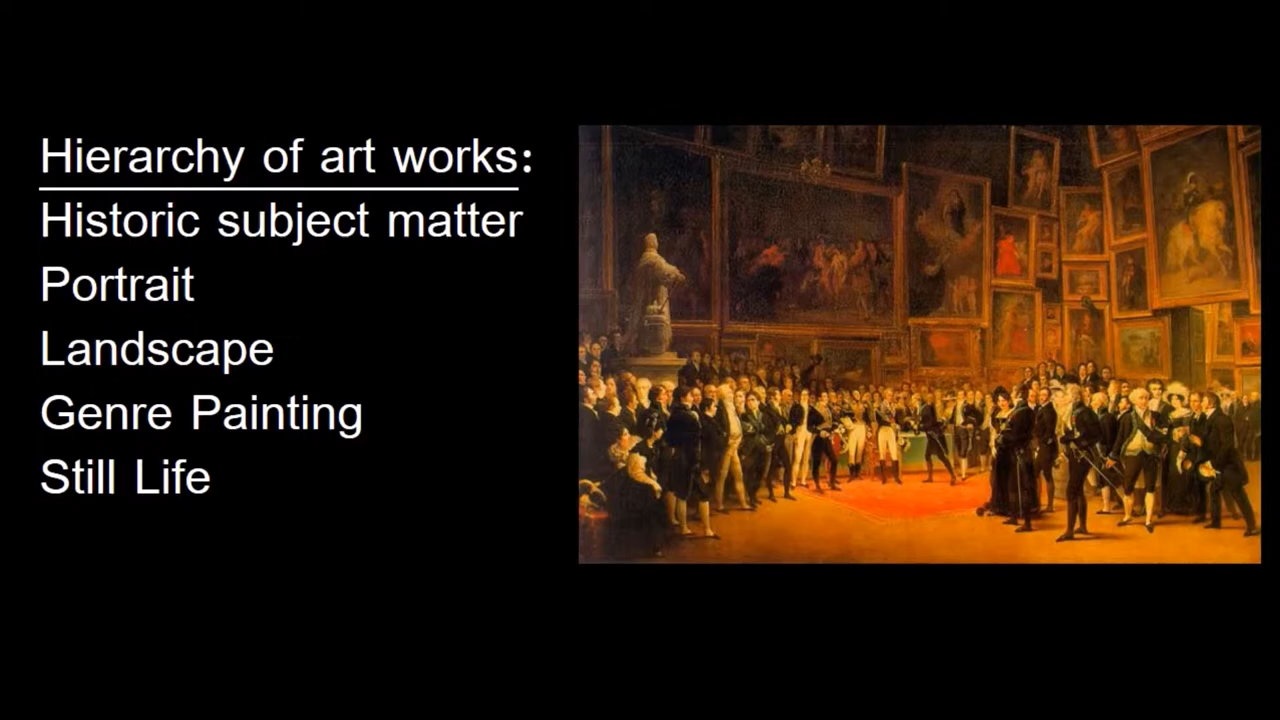 Hierarchy of art works:
Historic subject matter
Portrait
Landscape
Genre Painting
Still Life